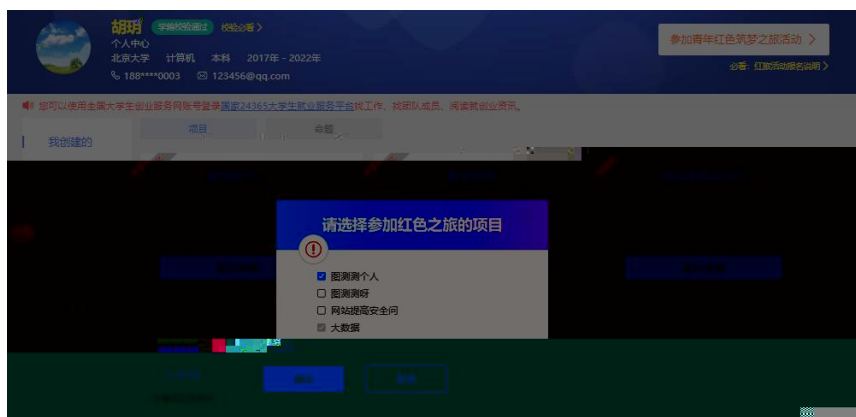 胡玥 学籍校验通过 校验必看 >
个人中心
北京大学 计算机 本科 2017年 - 2022年
188****0003 123456@qq.com
参加青年红色筑梦之旅活动 >
必看:红旅活动报名说明 >
您可以使用全国大学生创业服务网账号登录国家24365大学生就业服务平台找工作、找团队成员、阅读就创业资讯。
我创建的
项目
命题
请选择参加红色之旅的项目
图测测个人
图测测呀
网站提高安全问
大数据